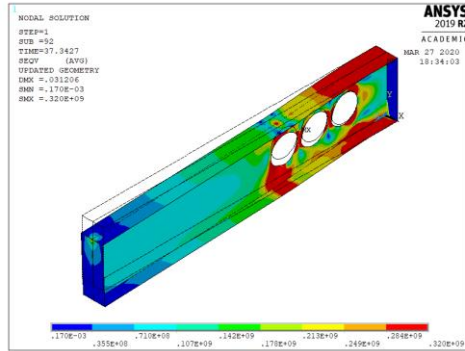 1
NODAL SOLUTION
STEP=1
SUB =92
TIME=37.3427
SEQV (AVG)
UPDATED GEOMETRY
DMX =.031206
SMN =.170E-03
SMX =.320E+09
ANSYS
2019 R2
ACADEMIC
MAR 27 2020
18:34:03
MX
Y
X
.170E-03 .710E+08 .142E+09 .213E+09 .284E+09
.355E+08 .107E+09 .178E+09 .249E+09 .320E+09